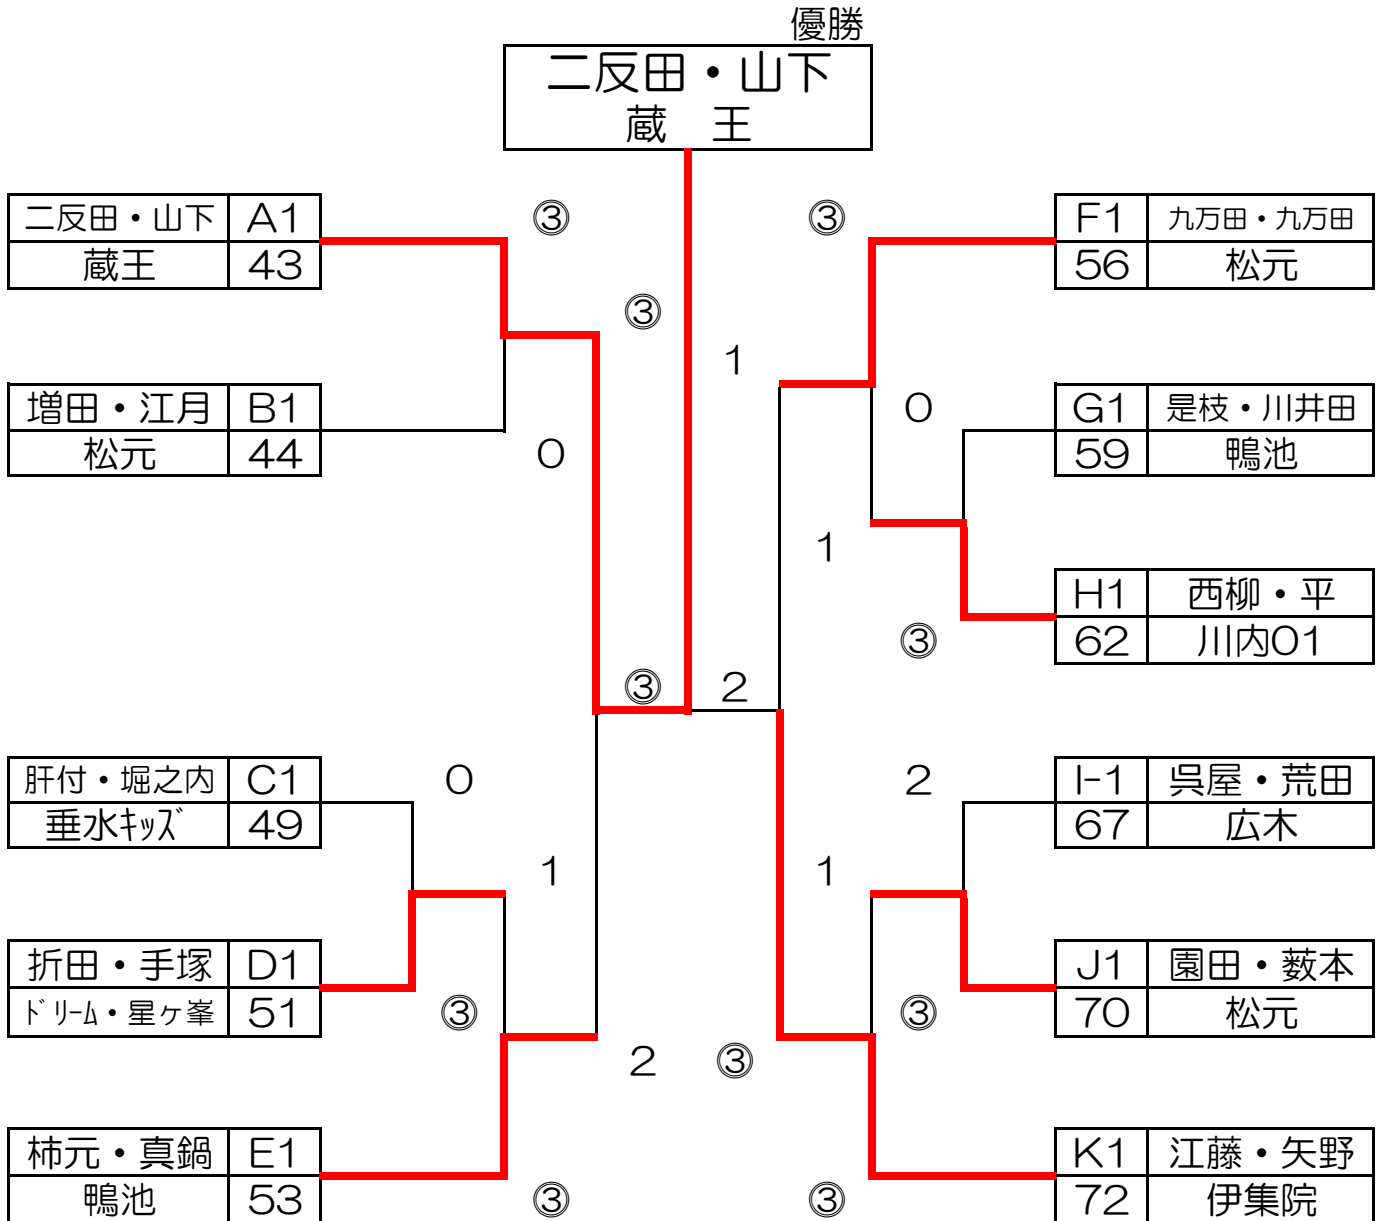 優勝
二反田・山下
蔵 王
二反田・山下 A1 ③ ③ F1 九万田・九万田
蔵王 43 56 松元
③
1
増田・江月 B1 0 G1 是枝・川井田
松元 44 0 59 鴨池
1
H1 西柳・平
③ 62 川内01
③ 2
肝付・堀之内 C1 0 2 I-1 呉屋・荒田
垂水ｷｯｽﾞ 49 67 広木
1 1
折田・手塚 D1 J1 園田・薮本
ﾄﾞﾘｰﾑ・星ヶ峯 51 ③ ③ 70 松元
2 ③
柿元・真鍋 E1 K1 江藤・矢野
鴨池 53 ③ ③ 72 伊集院